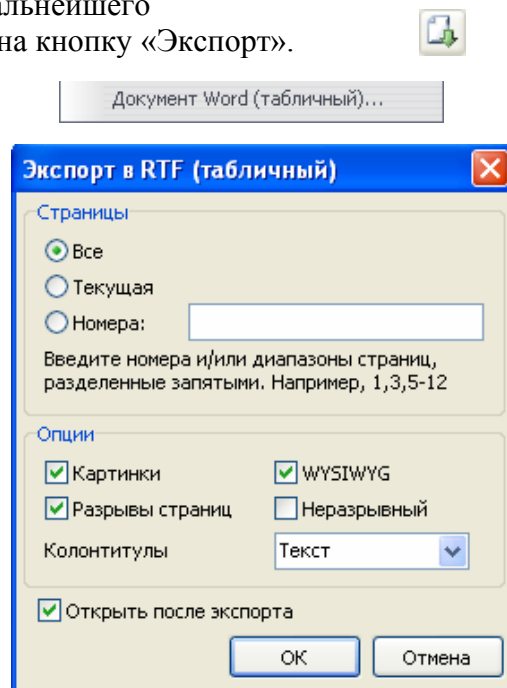 альнейшего
на кнопку «Экспорт».
Документ Word (табличный)...
Экспорт в RTF (табличный)
Страницы
Все
Текущая
Номера:
Введите номера и/или диапазоны страниц,
разделенные запятыми. Например, 1,3,5-12
Опции
Картинки WYSIWYG
Разрывы страниц Неразрывный
Колонтитулы Текст
Открыть после экспорта
ОК Отмена